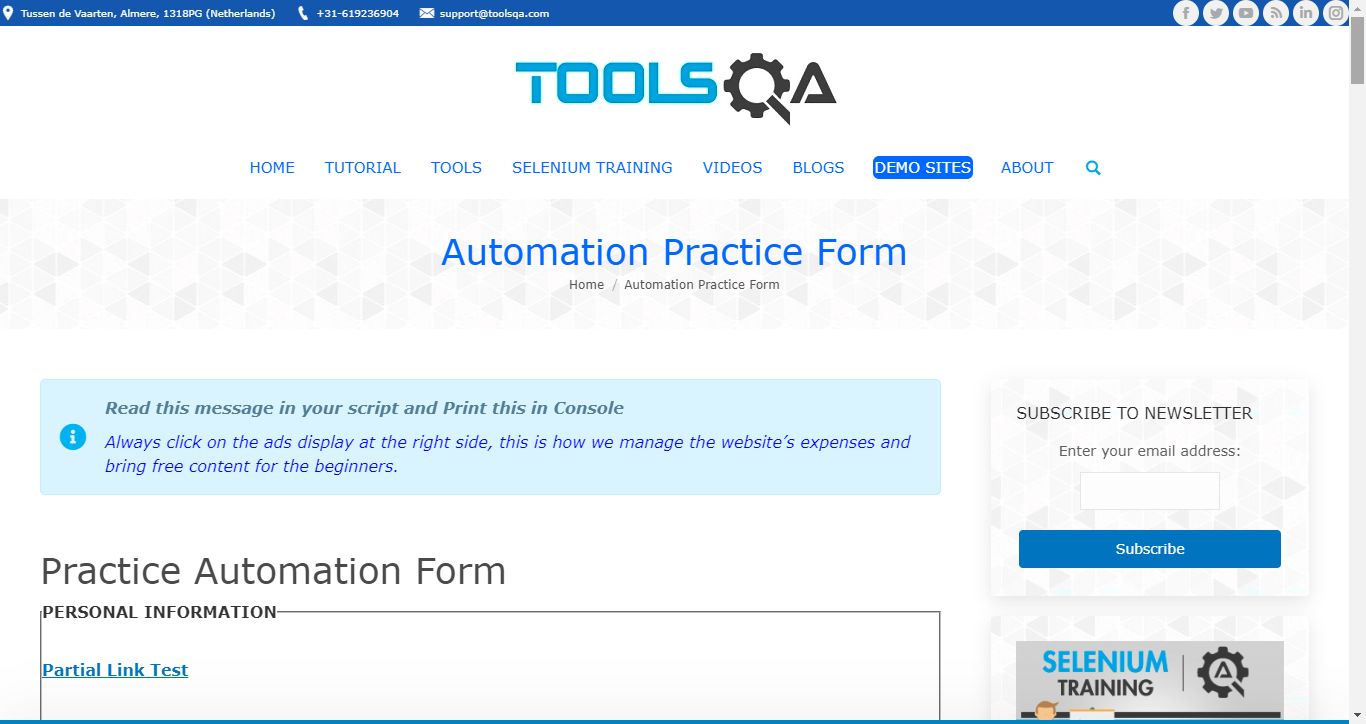 Tussen de Vaarten, Almere, 1318PG (Netherlands) +31-619236904 support@toolsqa.com
TOOLSQA
HOME TUTORIAL TOOLS SELENIUM TRAINING VIDEOS BLOGS DEMO SITES ABOUT
Automation Practice Form
Home / Automation Practice Form
Read this message in your script and Print this in Console
Always click on the ads display at the right side, this is how we manage the website’s expenses and
bring free content for the beginners.
SUBSCRIBE TO NEWSLETTER
Enter your email address:
Subscribe
Practice Automation Form
PERSONAL INFORMATION
Partial Link Test
SELENIUM
TRAINING